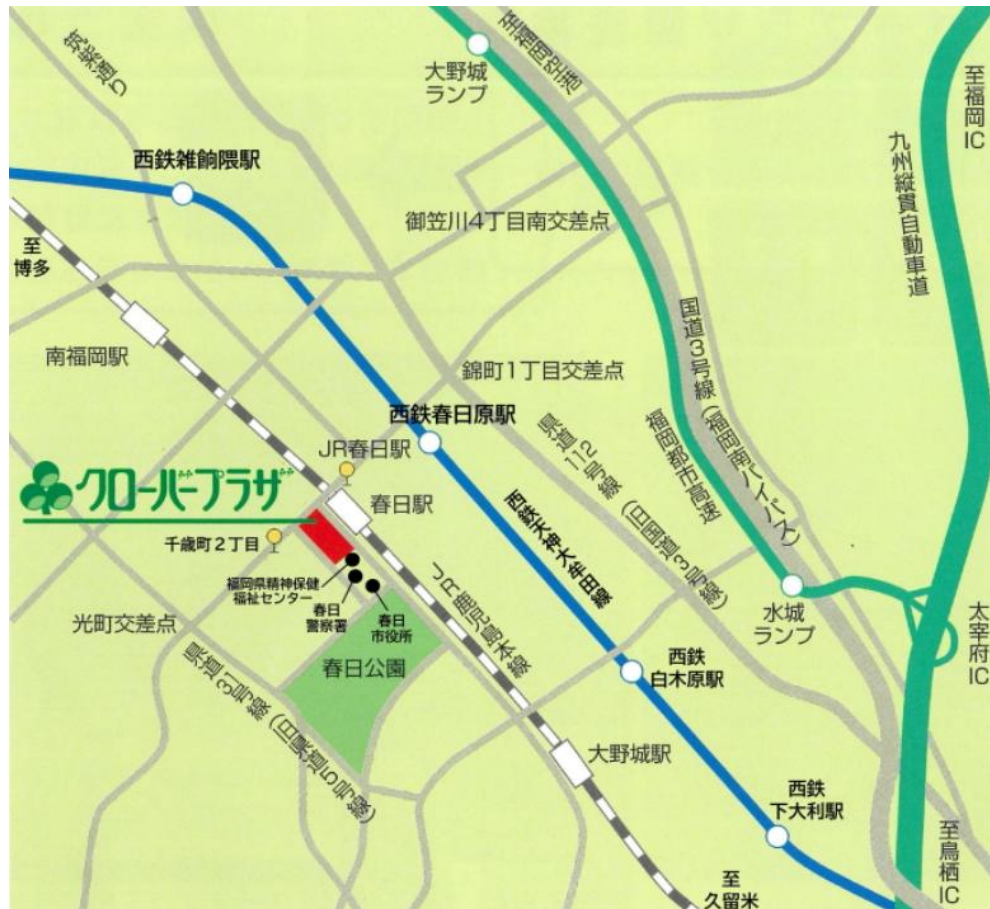 筑紫通り
大野城
ランプ
至福岡空港
至福岡IC
西鉄雑餉隈駅
九州縦貫自動車道
御笠川4丁目南交差点
至
博多
国道3号線(福岡南バイパス)
南福岡駅
錦町1丁目交差点
西鉄春日原駅
県道112号線(旧国道3号線)
福岡都市高速
JR春日駅
クローバープラザ
春日駅
千歳町2丁目
西鉄天神大牟田線
福岡県精神保健
福祉センター
春日
警察署
春日
市役所
JR鹿児島本線
水城
ランプ
太宰府IC
光町交差点
春日公園
県道31号線(旧県道5号線)
西鉄
白木原駅
大野城駅
西鉄
下大利駅
至鳥栖IC
至
久留米